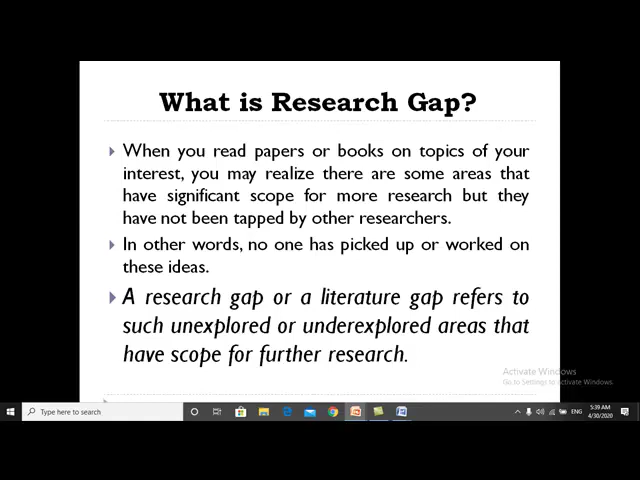 What is Research Gap?
When you read papers or books on topics of your
interest, you may realize there are some areas that
have significant scope for more research but they
have not been tapped by other researchers.
In other words, no one has picked up or worked on
these ideas.
A research gap or a literature gap refers to
such unexplored or underexplored areas that
have scope for further research.
Activate Windows
Go to Settings to activate Windows.
Type here to search
ENG
5:39 AM
4/30/2020